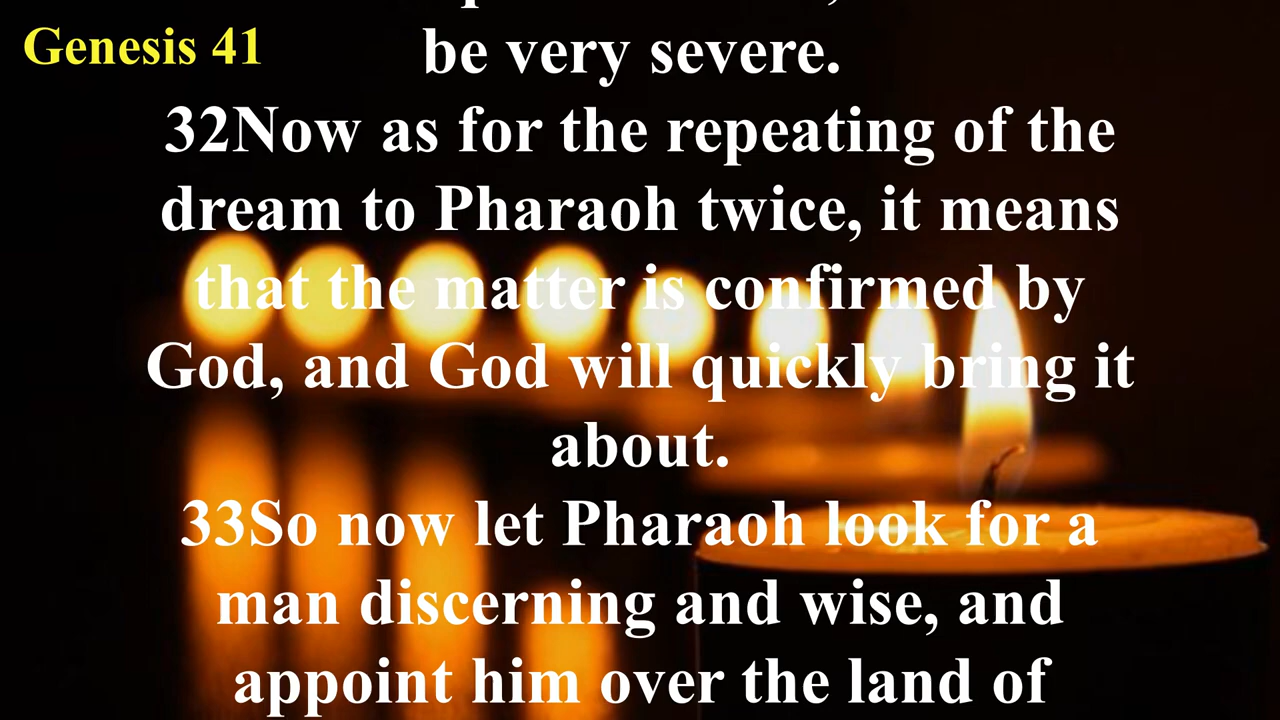 Genesis 41
be very severe.
32Now as for the repeating of the
dream to Pharaoh twice, it means
that the matter is confirmed by
God, and God will quickly bring it
about.
33So now let Pharaoh look for a
man discerning and wise, and
appoint him over the land of